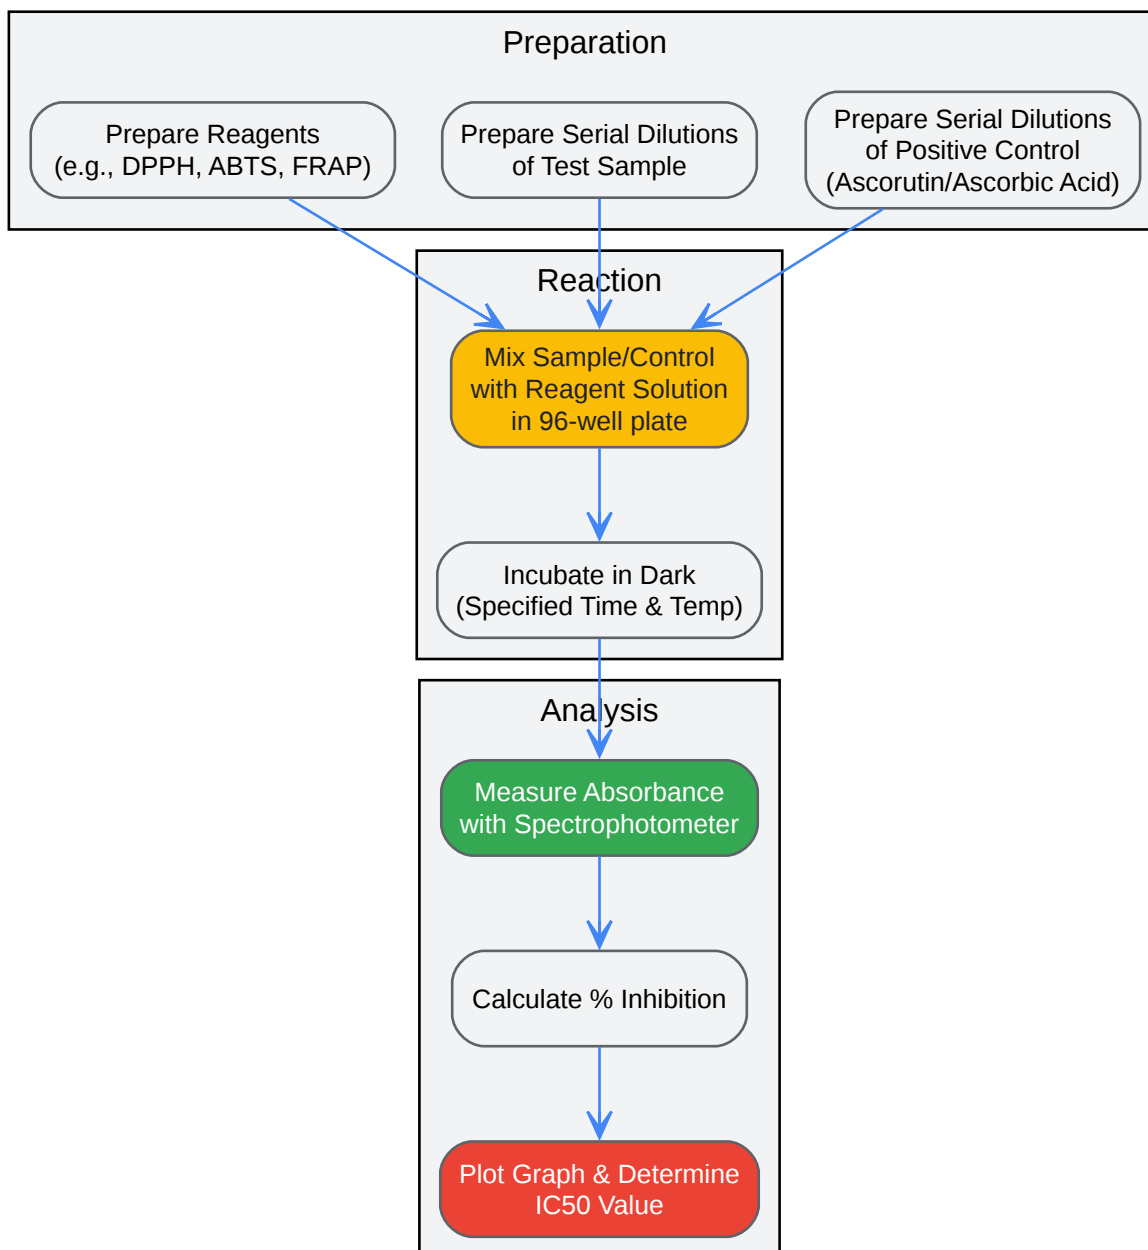 Preparation
Prepare Reagents
(e.g., DPPH, ABTS, FRAP)
Prepare Serial Dilutions
of Test Sample
Prepare Serial Dilutions
of Positive Control
(Ascorutin/Ascorbic Acid)
Reaction
Mix Sample/Control
with Reagent Solution
in 96-well plate
Incubate in Dark
(Specified Time & Temp)
Analysis
Measure Absorbance
with Spectrophotometer
Calculate % Inhibition
Plot Graph & Determine
IC50 Value